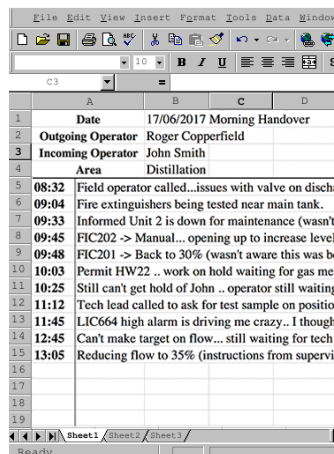 File Edit View Insert Format Tools Data Window
10 B I U
C3 =
A B C D
1 Date 17/06/2017 Morning Handover
2 Outgoing Operator Roger Copperfield
3 Incoming Operator John Smith
4 Area Distillation
5 08:32 Field operator called...issues with valve on discha
6 09:04 Fire extinguishers being tested near main tank.
7 09:33 Informed Unit 2 is down for maintenance (wasn't
8 09:45 FIC202 -> Manual... opening up to increase level
9 09:48 FIC201 -> Back to 30% (wasn't aware this was b
10 10:03 Permit HW22 .. work on hold waiting for gas me
11 10:25 Still can't get hold of John .. operator still waiting
12 11:12 Tech lead called to ask for test sample on positio
13 11:45 LIC664 high alarm is driving me crazy.. I though
14 12:45 Can't make target on flow... still waiting for tech
15 13:05 Reducing flow to 35% (instructions from supervi
16
17
18
19
Sheet1 Sheet2 Sheet3
Ready